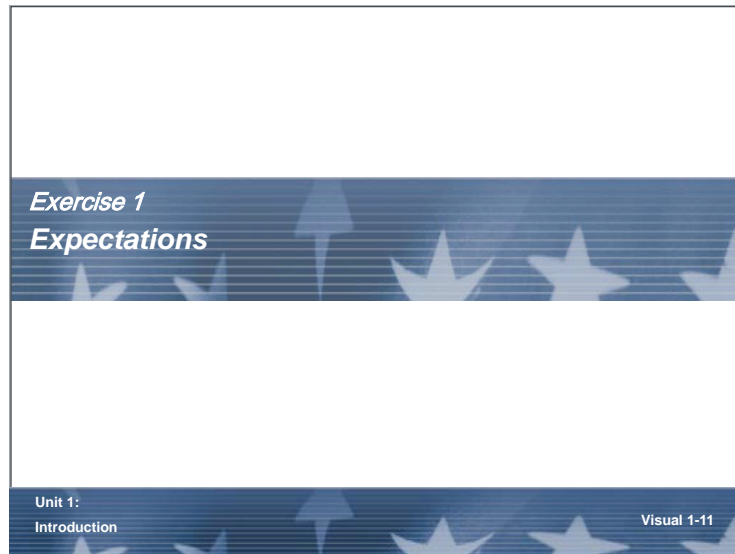 Exercise 1
Expectations
Unit 1:
Introduction
Visual 1-11